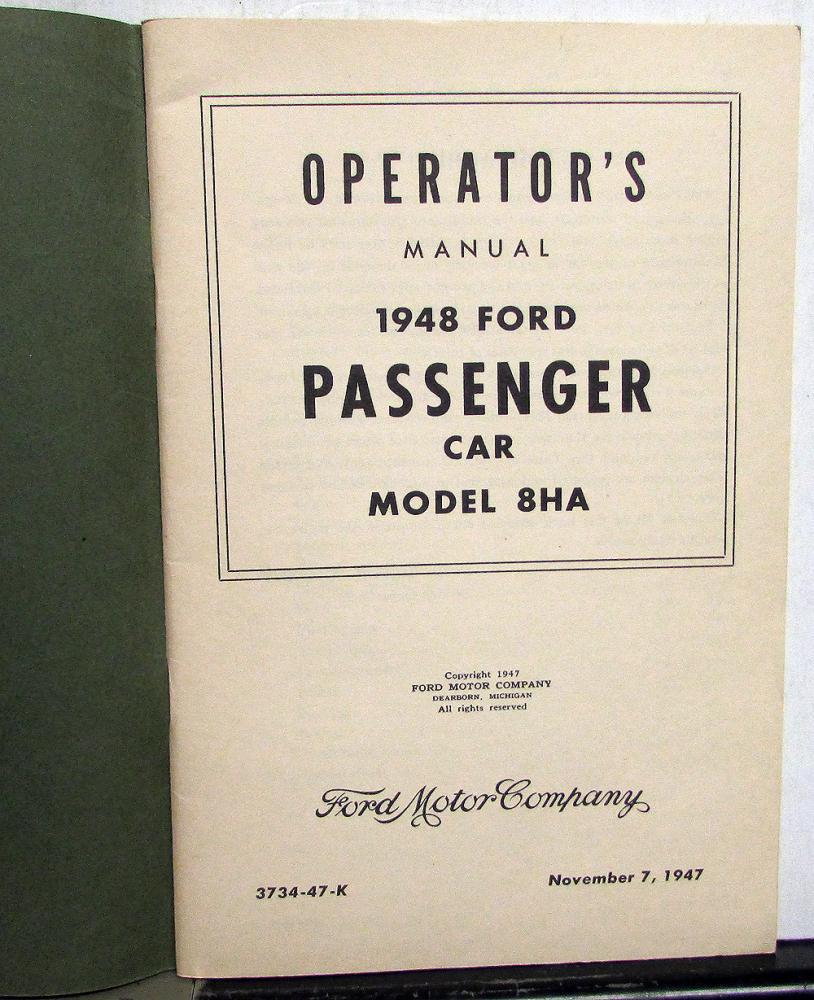 OPERATOR'S
MANUAL
1948 FORD
PASSENGER
CAR
MODEL 8HA
Copyright 1947
FORD MOTOR COMPANY
DEARBORN, MICHIGAN
All rights reserved
Ford Motor Company
3734-47-K
November 7, 1947